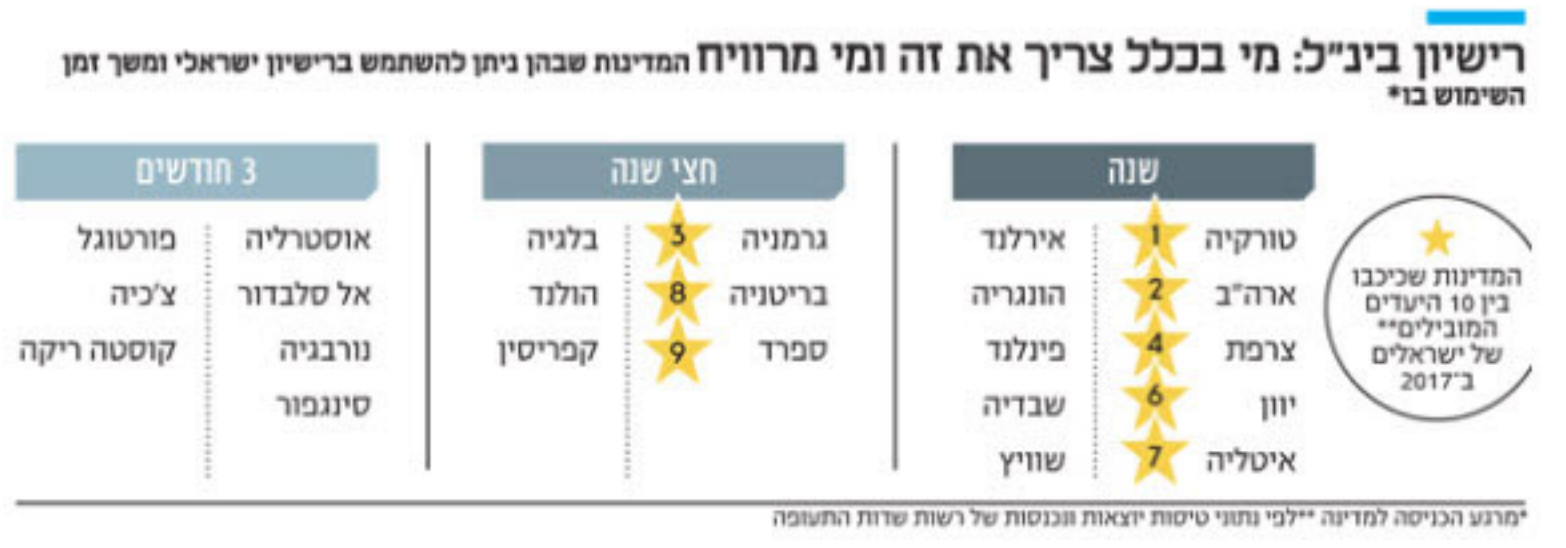 רישיון בינ"ל: מי בכלל צריך את זה ומי מרוויח המדינות שבהן ניתן להשתמש ברישיון ישראלי ומשך זמן
השימוש בו*
המדינות שכיכבו
בין 10 היעדים
המובילים**
של ישראלים
ב־2017
שנה
טורקיה 1 אירלנד
ארה"ב 2 הונגריה
צרפת 4 פינלנד
יוון 6 שבדיה
איטליה 7 שוויץ
חצי שנה
גרמניה 3 בלגיה
בריטניה 8 הולנד
ספרד 9 קפריסין
3 חודשים
אוסטרליה פורטוגל
אל סלבדור צ'כיה
נורבגיה קוסטה ריקה
סינגפור
*מרגע הכניסה למדינה **לפי נתוני טיסות יוצאות ונכנסות של רשות שדות התעופה